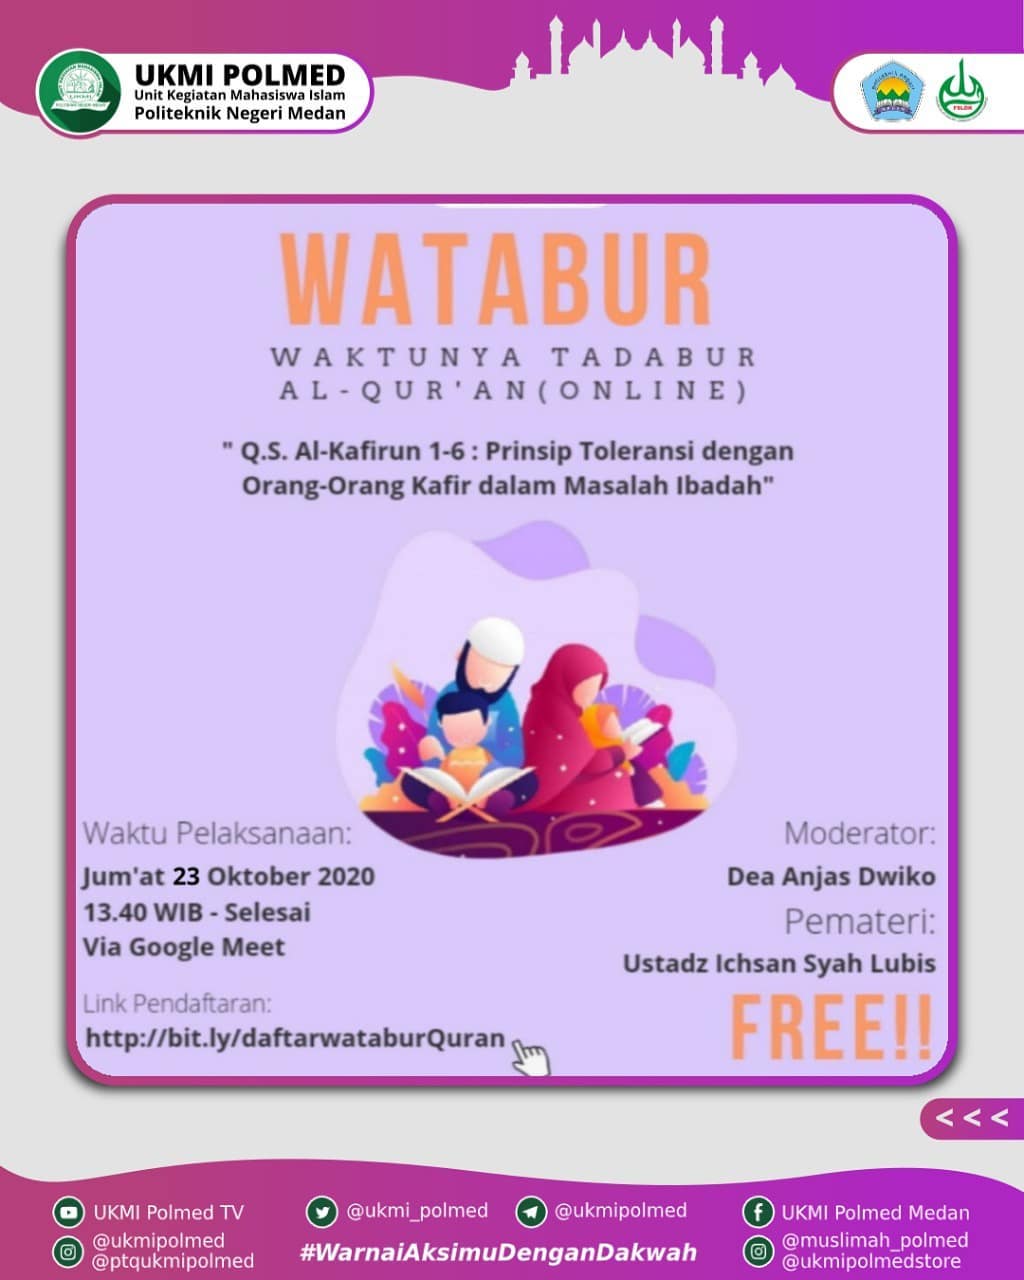 UKMI POLMED
Unit Kegiatan Mahasiswa Islam
Politeknik Negeri Medan
WATABUR
WAKTUNYA TADABUR
AL-QUR'AN(ONLINE)
" Q.S. Al-Kafirun 1-6 : Prinsip Toleransi dengan
Orang-Orang Kafir dalam Masalah Ibadah"
Waktu Pelaksanaan:
Jum'at 23 Oktober 2020
13.40 WIB - Selesai
Via Google Meet
Link Pendaftaran:
http://bit.ly/daftarwataburQuran
Moderator:
Dea Anjas Dwiko
Pemateri:
Ustadz Ichsan Syah Lubis
FREE!!
< < <
UKMI Polmed TV
@ukmipolmed
@ptqukmipolmed
@ukmi_polmed
@ukmipolmed
#WarnaiAksimuDenganDakwah
UKMI Polmed Medan
@muslimah_polmed
@ukmipolmedstore